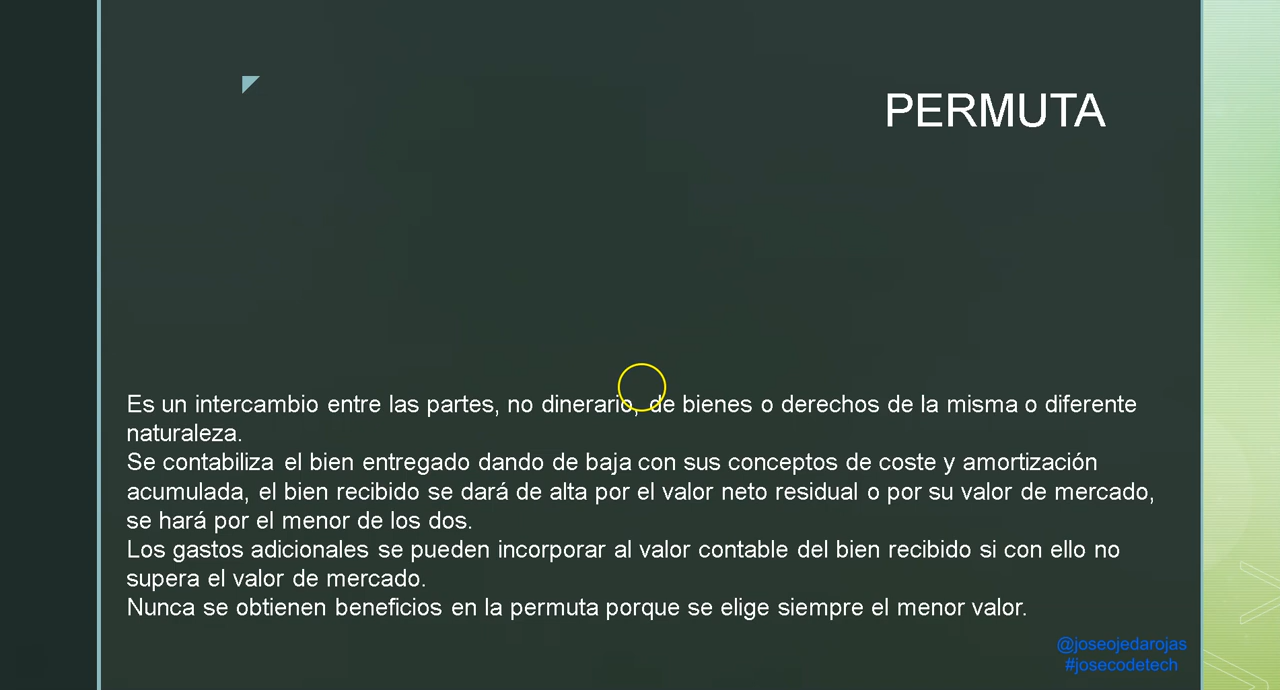 PERMUTA
Es un intercambio entre las partes, no dinerario, de bienes o derechos de la misma o diferente
naturaleza.
Se contabiliza el bien entregado dando de baja con sus conceptos de coste y amortización
acumulada, el bien recibido se dará de alta por el valor neto residual o por su valor de mercado,
se hará por el menor de los dos.
Los gastos adicionales se pueden incorporar al valor contable del bien recibido si con ello no
supera el valor de mercado.
Nunca se obtienen beneficios en la permuta porque se elige siempre el menor valor.
@joseojedarojas
#josecodetech